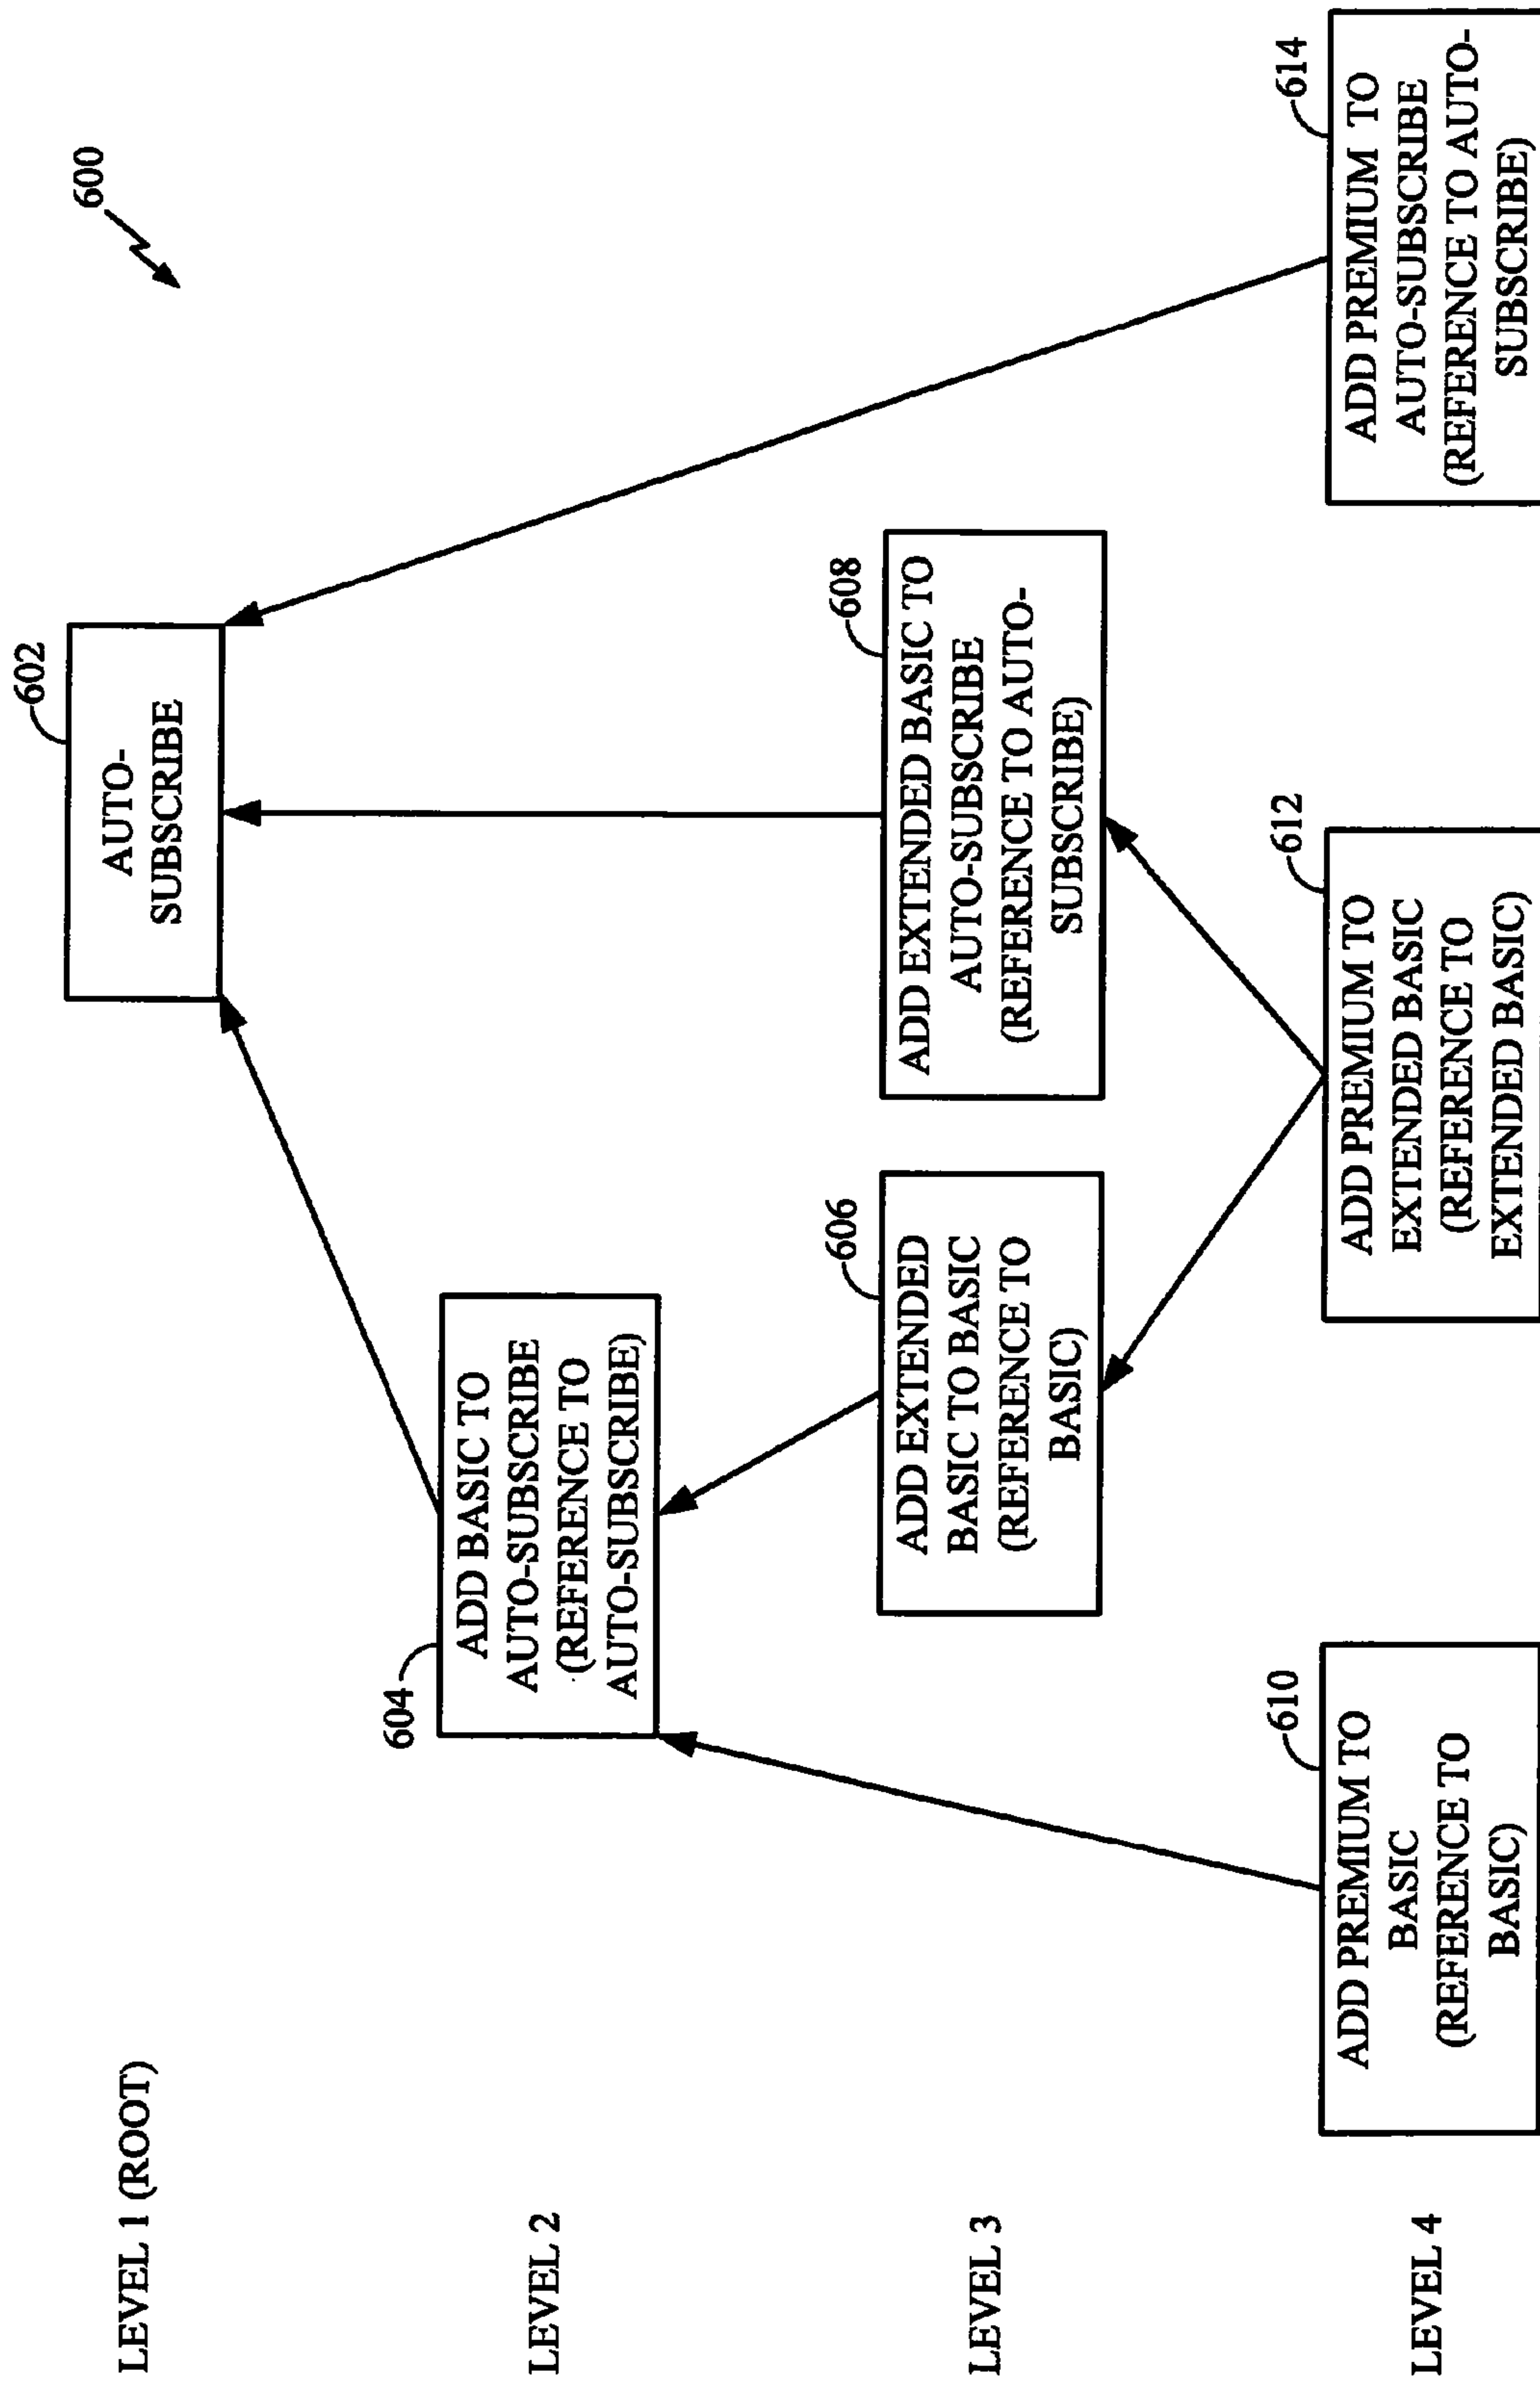 600
LEVEL 1 (ROOT)
602
AUTO-
SUBSCRIBE
LEVEL 2
604
ADD BASIC TO
AUTO-SUBSCRIBE
(REFERENCE TO
AUTO-SUBSCRIBE)
LEVEL 3
606
ADD EXTENDED
BASIC TO BASIC
(REFERENCE TO
BASIC)
608
ADD EXTENDED BASIC TO
AUTO-SUBSCRIBE
(REFERENCE TO AUTO-
SUBSCRIBE)
LEVEL 4
610
ADD PREMIUM TO
BASIC
(REFERENCE TO
BASIC)
612
ADD PREMIUM TO
EXTENDED BASIC
(REFERENCE TO
EXTENDED BASIC)
614
ADD PREMIUM TO
AUTO-SUBSCRIBE
(REFERENCE TO AUTO-
SUBSCRIBE)